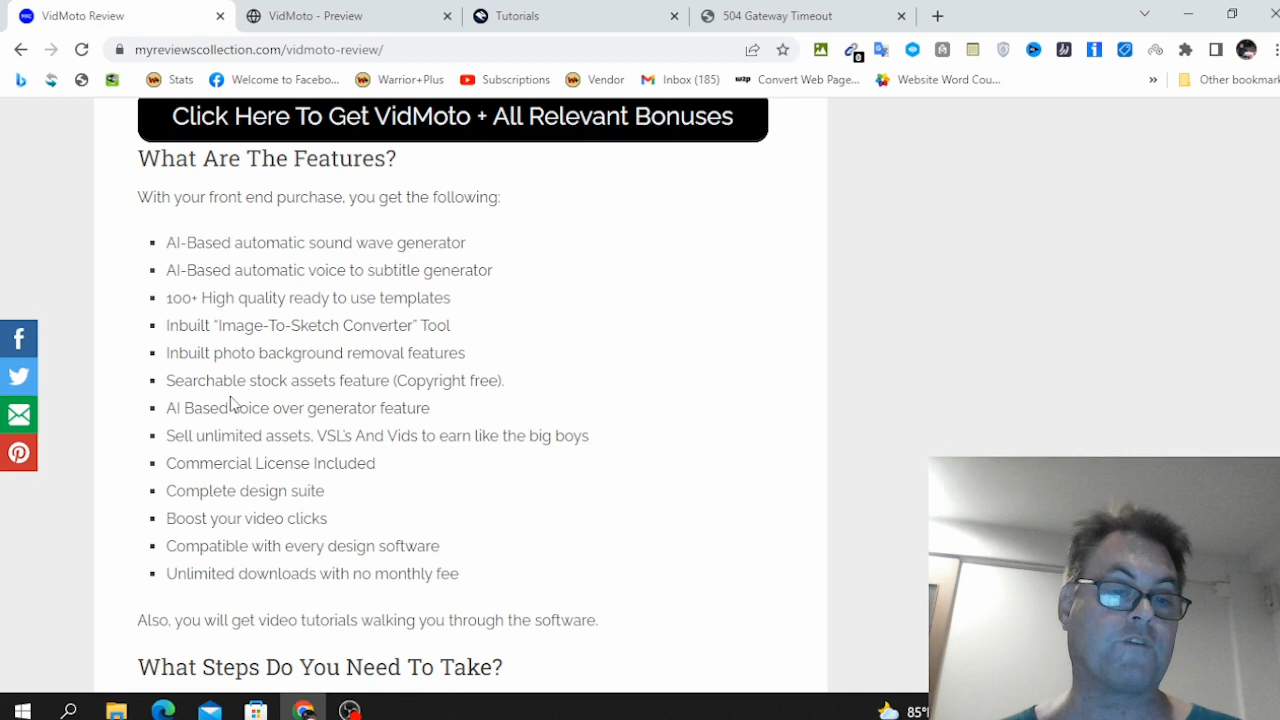 VidMoto Review
VidMoto - Preview
Tutorials
504 Gateway Timeout
myreviewscollection.com/vidmoto-review/
Stats
Welcome to Facebo...
Warrior+Plus
Subscriptions
Vendor
Inbox (185)
Convert Web Page...
Website Word Cou...
»
Other bookmar
Click Here To Get VidMoto + All Relevant Bonuses
What Are The Features?
With your front end purchase, you get the following:
AI-Based automatic sound wave generator
AI-Based automatic voice to subtitle generator
100+ High quality ready to use templates
Inbuilt “Image-To-Sketch Converter” Tool
Inbuilt photo background removal features
Searchable stock assets feature (Copyright free).
AI Based voice over generator feature
Sell unlimited assets, VSL's And Vids to earn like the big boys
Commercial License Included
Complete design suite
Boost your video clicks
Compatible with every design software
Unlimited downloads with no monthly fee
Also, you will get video tutorials walking you through the software.
What Steps Do You Need To Take?
85°